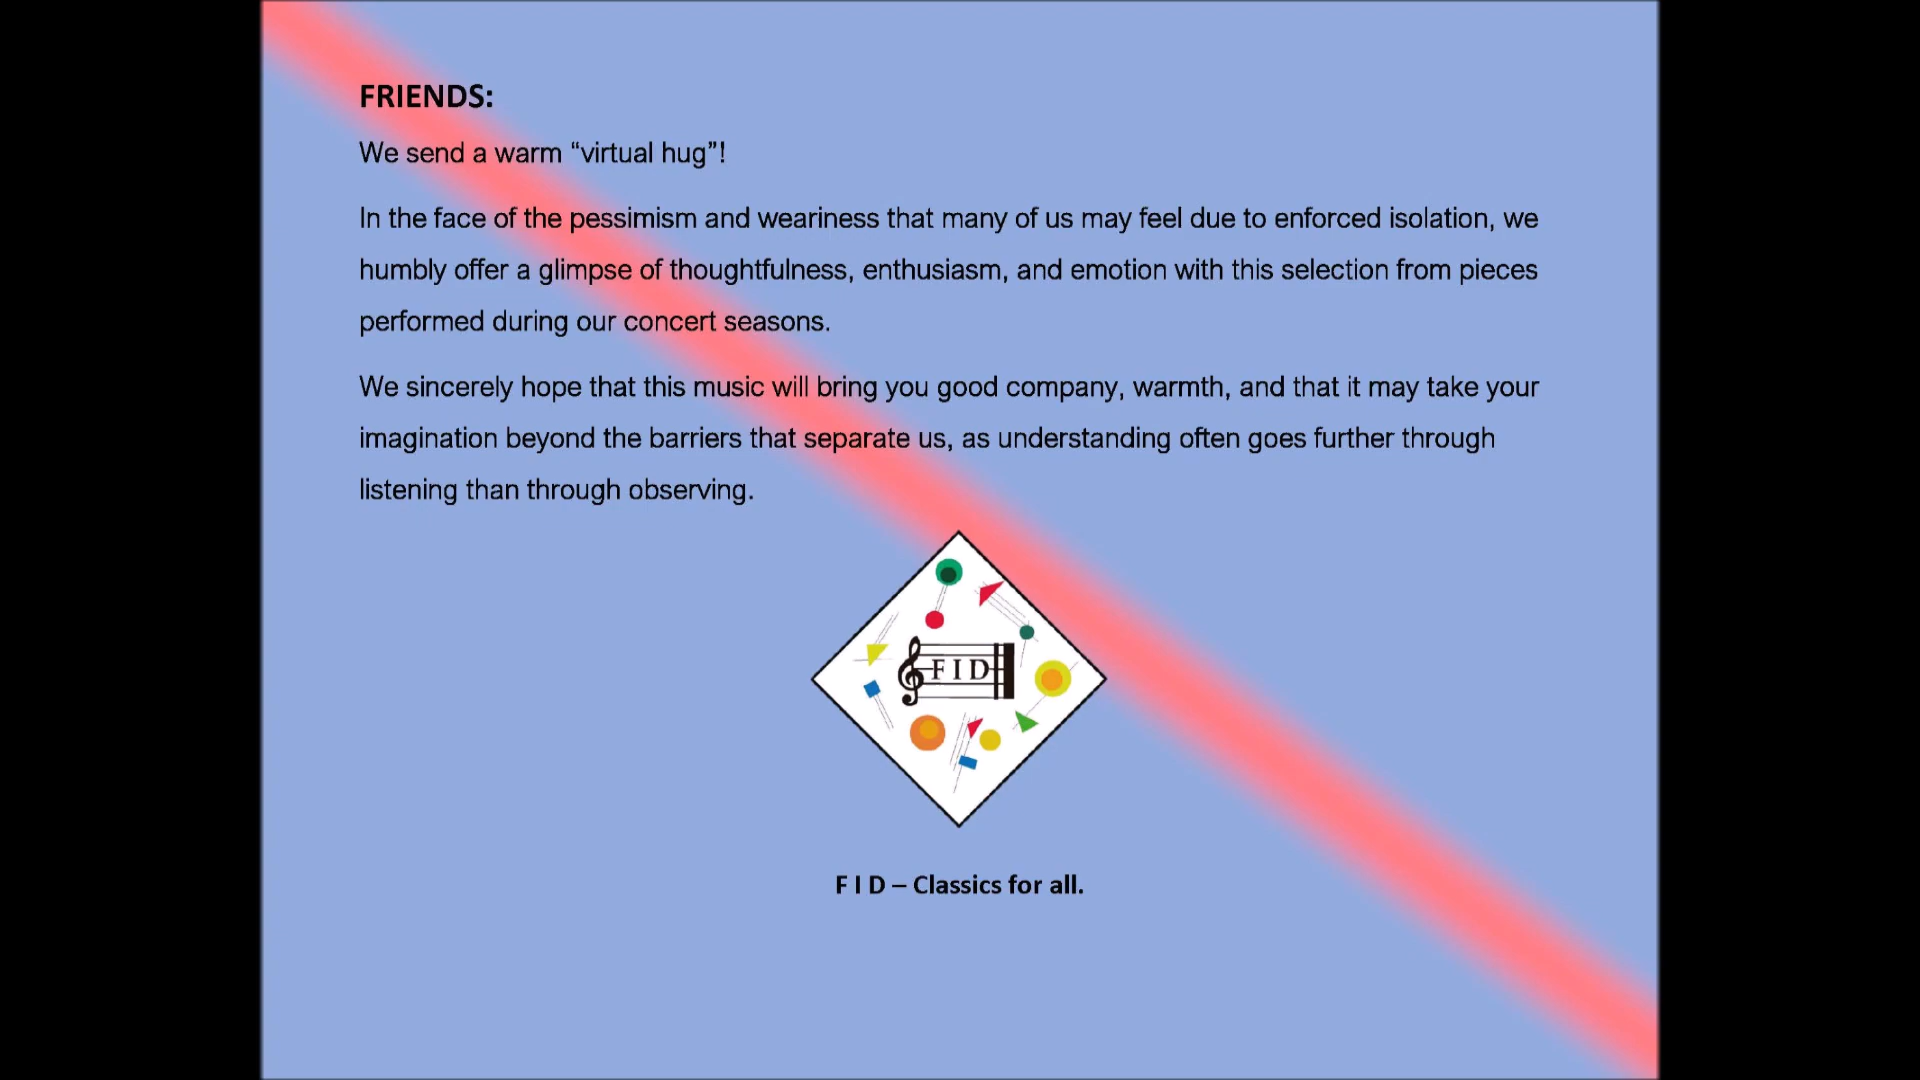 FRIENDS:
We send a warm “virtual hug”!
In the face of the pessimism and weariness that many of us may feel due to enforced isolation, we
humbly offer a glimpse of thoughtfulness, enthusiasm, and emotion with this selection from pieces
performed during our concert seasons.
We sincerely hope that this music will bring you good company, warmth, and that it may take your
imagination beyond the barriers that separate us, as understanding often goes further through
listening than through observing.
F I D
F I D – Classics for all.